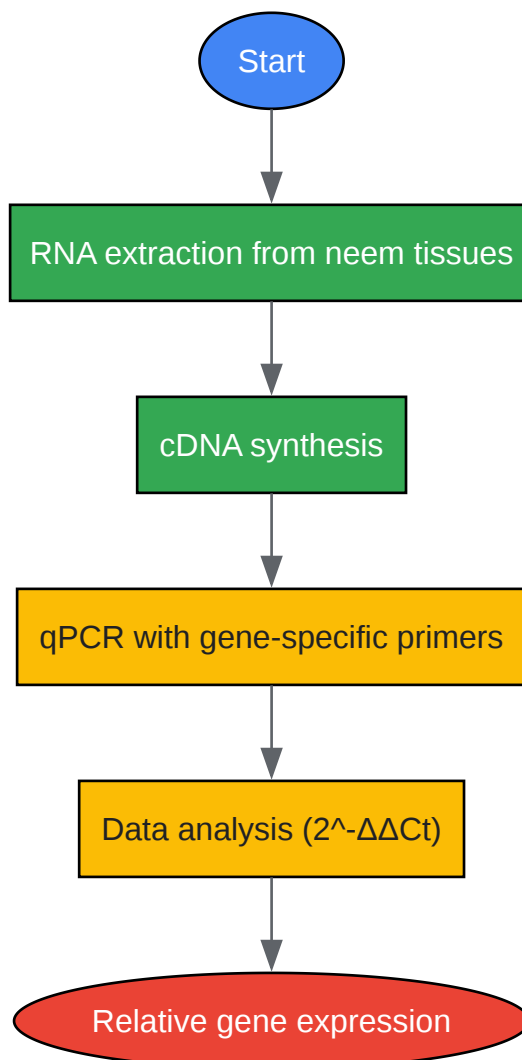 Start
RNA extraction from neem tissues
cDNA synthesis
qPCR with gene-specific primers
Data analysis (2^-ΔΔCt)
Relative gene expression